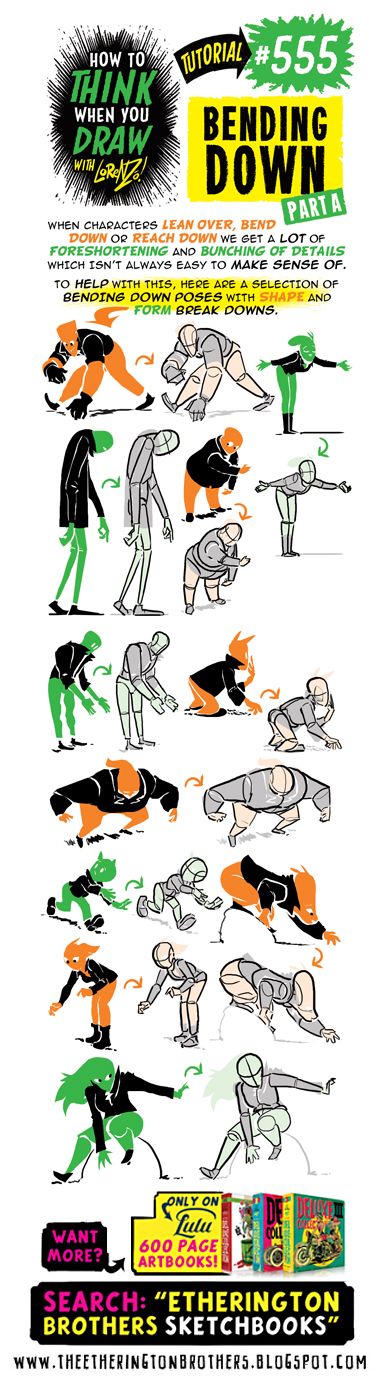 HOW TO
THINK
WHEN YOU
DRAW
WITH LORENZO!
TUTORIAL
#555
BENDING
DOWN
PART A
WHEN CHARACTERS LEAN OVER, BEND
DOWN OR REACH DOWN WE GET A LOT OF
FORESHORTENING AND BUNCHING OF DETAILS
WHICH ISN'T ALWAYS EASY TO MAKE SENSE OF.
TO HELP WITH THIS, HERE ARE A SELECTION OF
BENDING DOWN POSES WITH SHAPE AND
FORM BREAK DOWNS.
WANT
MORE?
ONLY ON
Lulu
600 PAGE
ARTBOOKS!
DELUXE
III
SEARCH: "ETHERINGTON
BROTHERS SKETCHBOOKS"
WWW.THEETHERINGTONBROTHERS.BLOGSPOT.COM